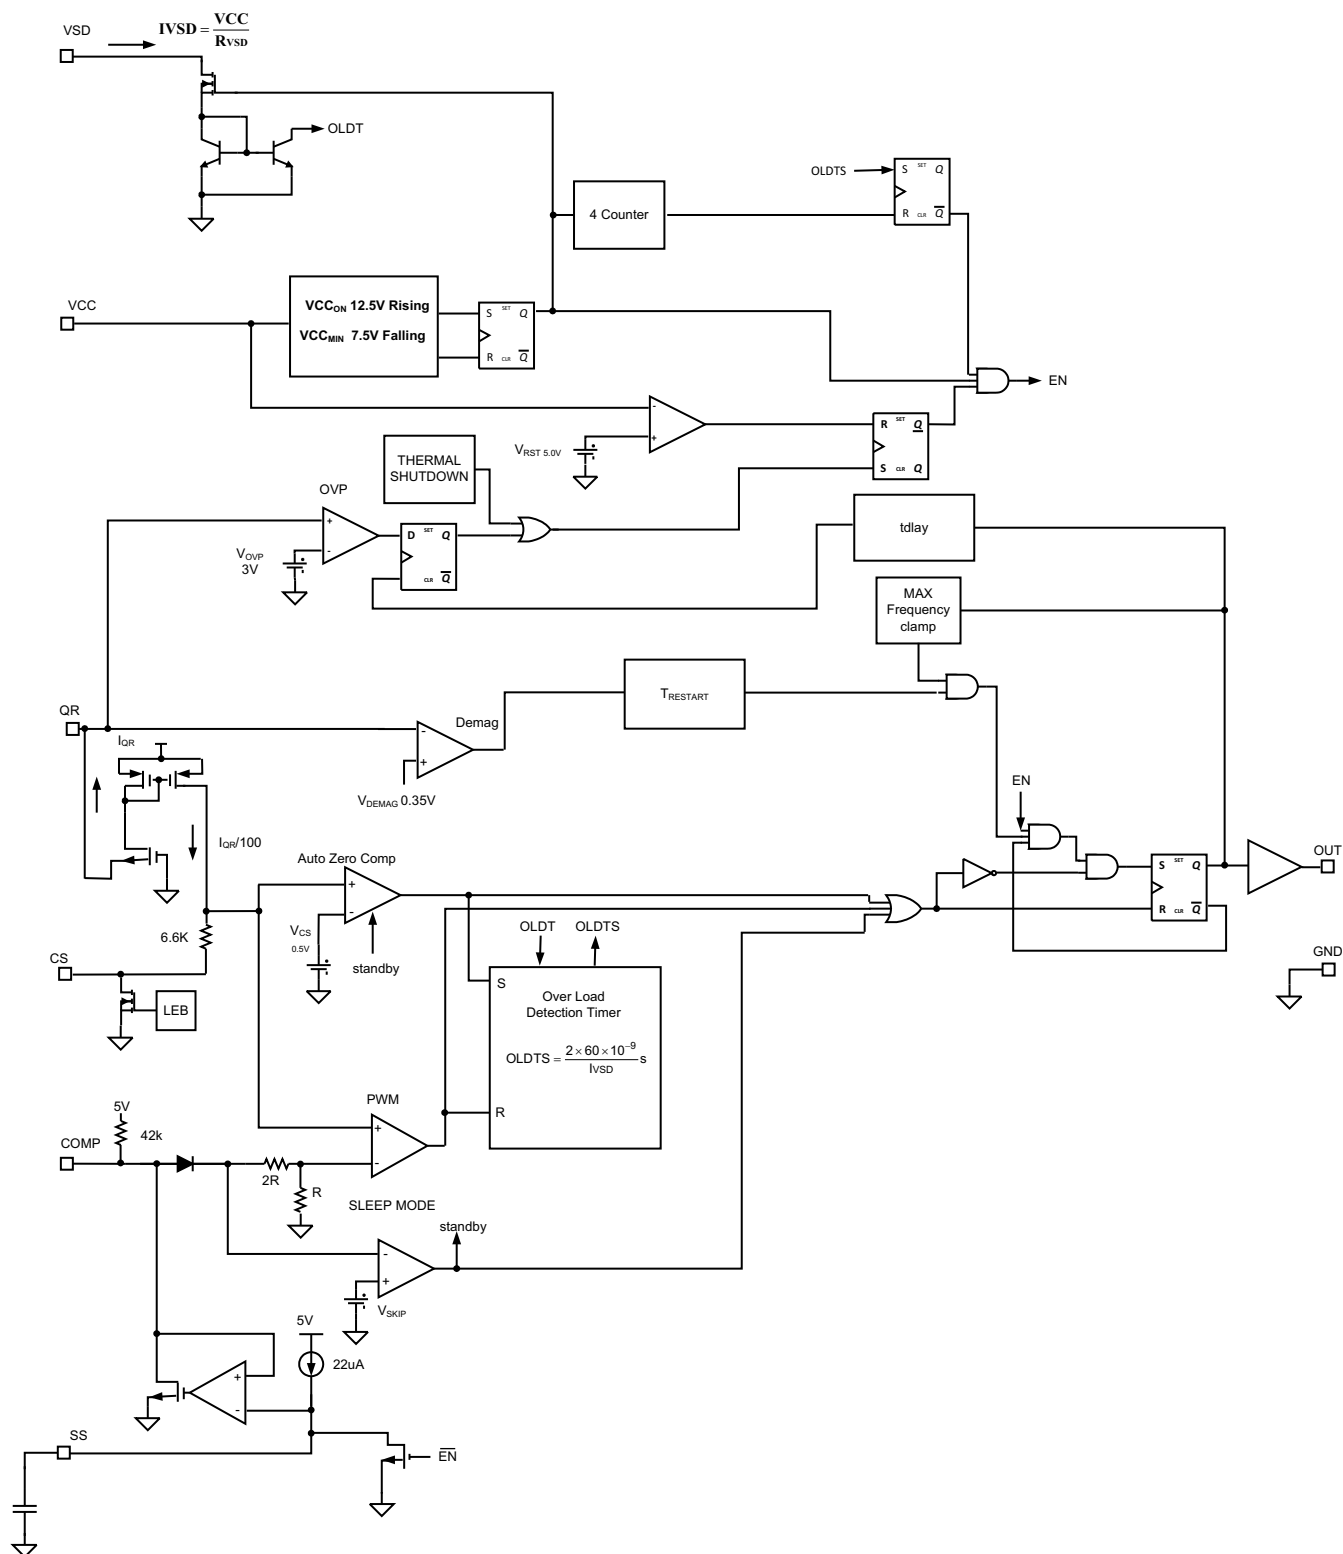 VSD
IVSD = VCC / RVSD
OLDT
OLDTS
S SET Q
R CLR Q
4 Counter
VCC
VCCON 12.5V Rising
VCCMIN 7.5V Falling
S SET Q
R CLR Q
EN
VRST 5.0V
-
+
R SET Q
S CLR Q
THERMAL
SHUTDOWN
OVP
+
-
VOVP
3V
D SET Q
CLR Q
tdlay
MAX
Frequency
clamp
TRESTART
QR
IQR
Demag
-
+
VDEMAG 0.35V
EN
IQR/100
Auto Zero Comp
+
-
VCS
0.5V
standby
S SET Q
R CLR Q
OUT
6.6K
CS
LEB
OLDT
OLDTS
S
Over Load
Detection Timer
OLDTS = 2×60×10−9 / IVSD s
R
GND
5V
42k
COMP
PWM
+
-
2R
R
SLEEP MODE
standby
-
+
VSKIP
5V
22uA
+
-
SS
EN